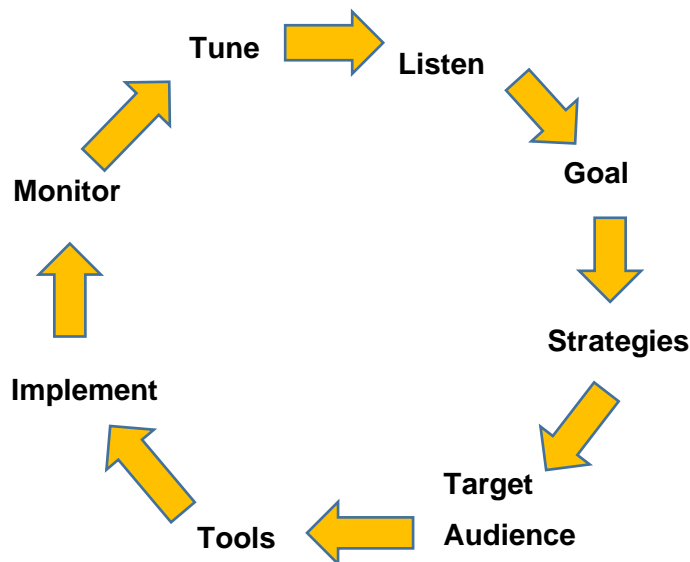 Tune
Listen
Goal
Strategies
Target
Audience
Tools
Implement
Monitor